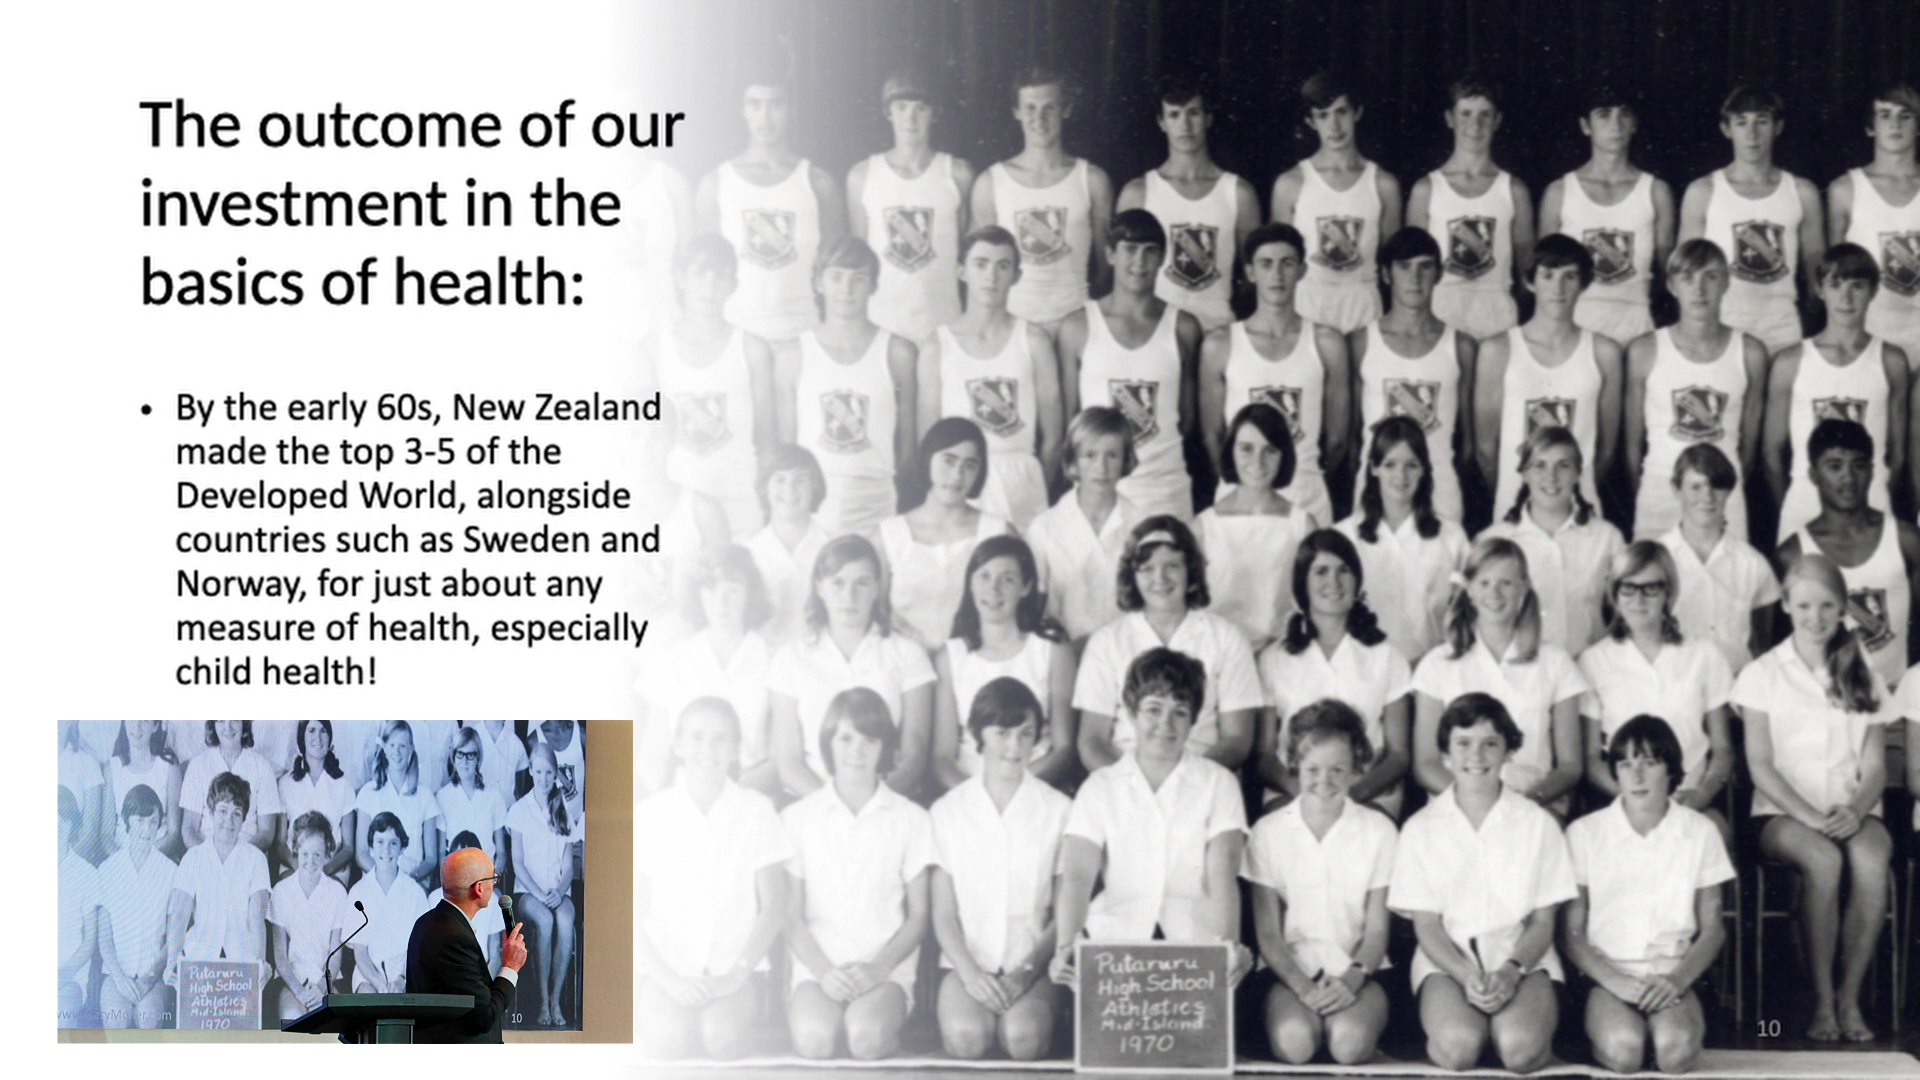 The outcome of our
investment in the
basics of health:
• By the early 60s, New Zealand
made the top 3-5 of the
Developed World, alongside
countries such as Sweden and
Norway, for just about any
measure of health, especially
child health!
Putaruru
High School
Athletics
Mid-Island
1970
10
Putaruru
High School
Athletics
Mid-Island
1970
10